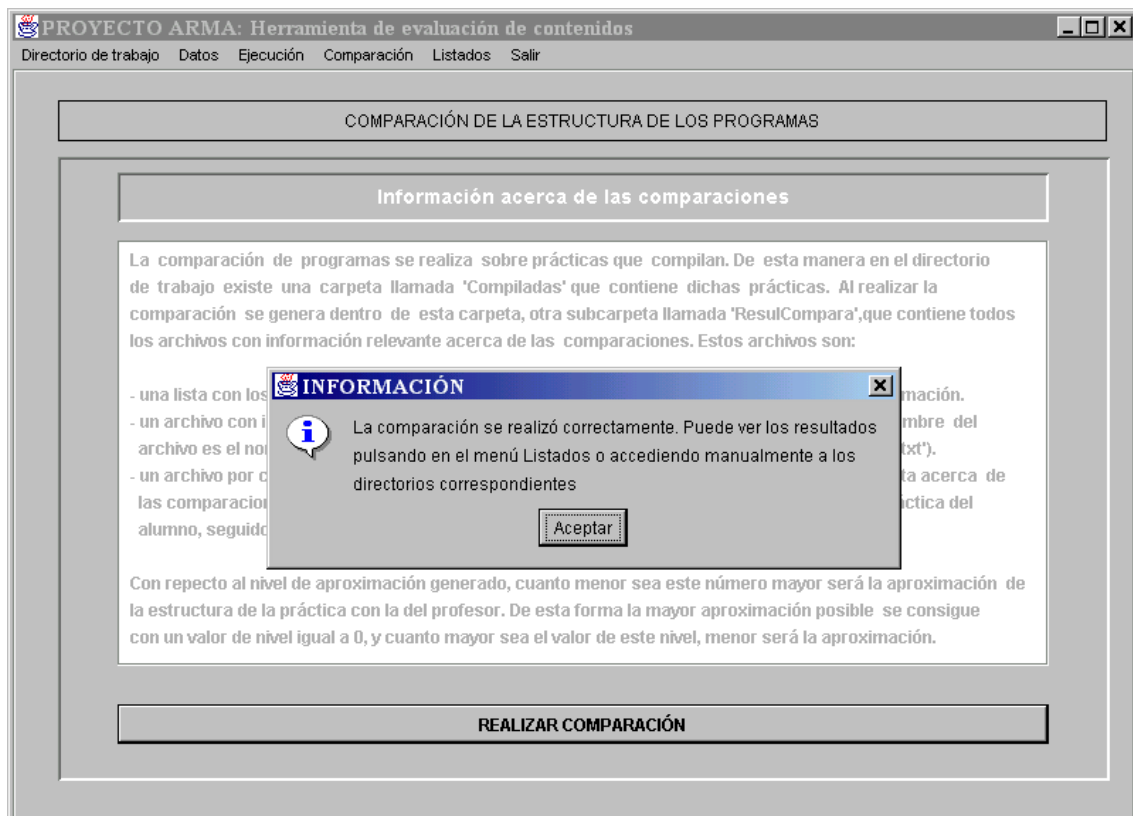 PROYECTO ARMA: Herramienta de evaluación de contenidos
Directorio de trabajo Datos Ejecución Comparación Listados Salir
COMPARACIÓN DE LA ESTRUCTURA DE LOS PROGRAMAS
Información acerca de las comparaciones
La comparación de programas se realiza sobre prácticas que compilan. De esta manera en el directorio
de trabajo existe una carpeta llamada 'Compiladas' que contiene dichas prácticas. Al realizar la
comparación se genera dentro de esta carpeta, otra subcarpeta llamada 'ResulCompara',que contiene todos
los archivos con información relevante acerca de las comparaciones. Estos archivos son:
- una lista con los
- un archivo con i
archivo es el
- un archivo por
las
alumno,
del
txt').
acerca de
del
INFORMACIÓN
La comparación se realizó correctamente. Puede ver los resultados
pulsando en el menú Listados o accediendo manualmente a los
directorios correspondientes
Aceptar
Con repecto al nivel de aproximación generado, cuanto menor sea este número mayor será la aproximación de
la estructura de la práctica con la del profesor. De esta forma la mayor aproximación posible se consigue
con un valor de nivel igual a 0, y cuanto mayor sea el valor de este nivel, menor será la aproximación.
REALIZAR COMPARACIÓN